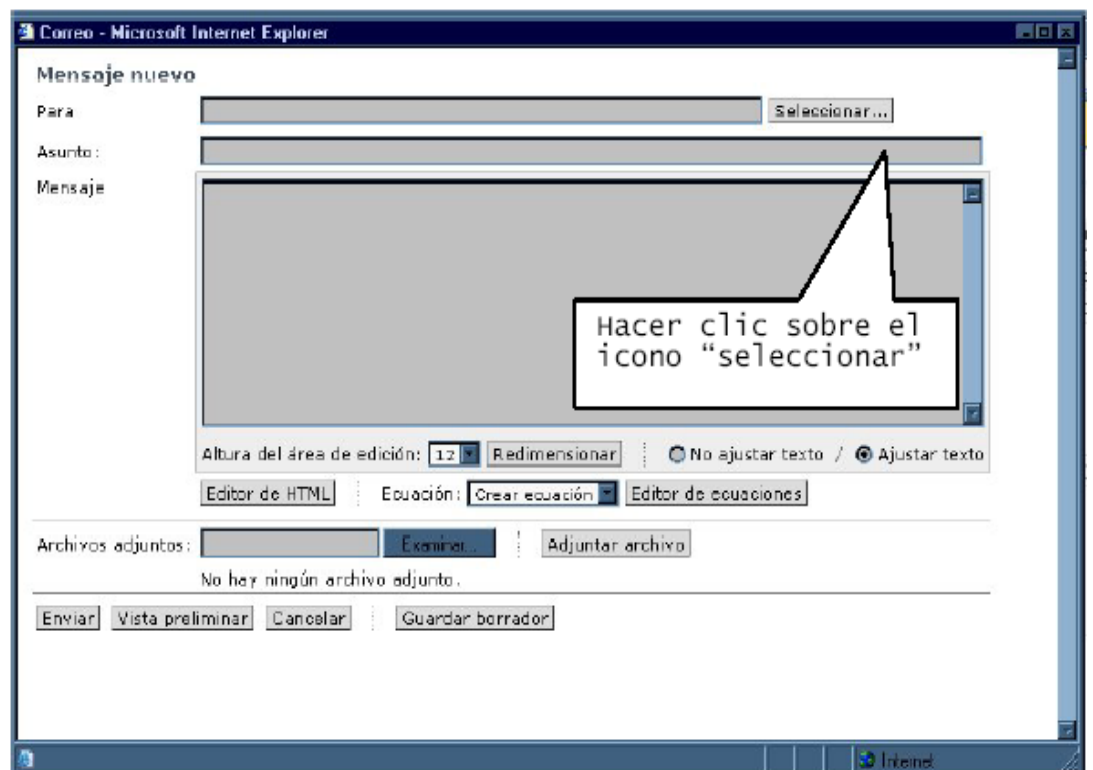 Correo - Microsoft Internet Explorer
Mensaje nuevo
Para
Seleccionar...
Asunto:
Mensaje
Hacer clic sobre el
icono “seleccionar”
Altura del área de edición: 12 Redimensionar No ajustar texto / Ajustar texto
Editor de HTML Ecuación: Crear ecuación Editor de ecuaciones
Archivos adjuntos: Examinar... Adjuntar archivo
No hay ningún archivo adjunto.
Enviar Vista preliminar Cancelar Guardar borrador
Internet